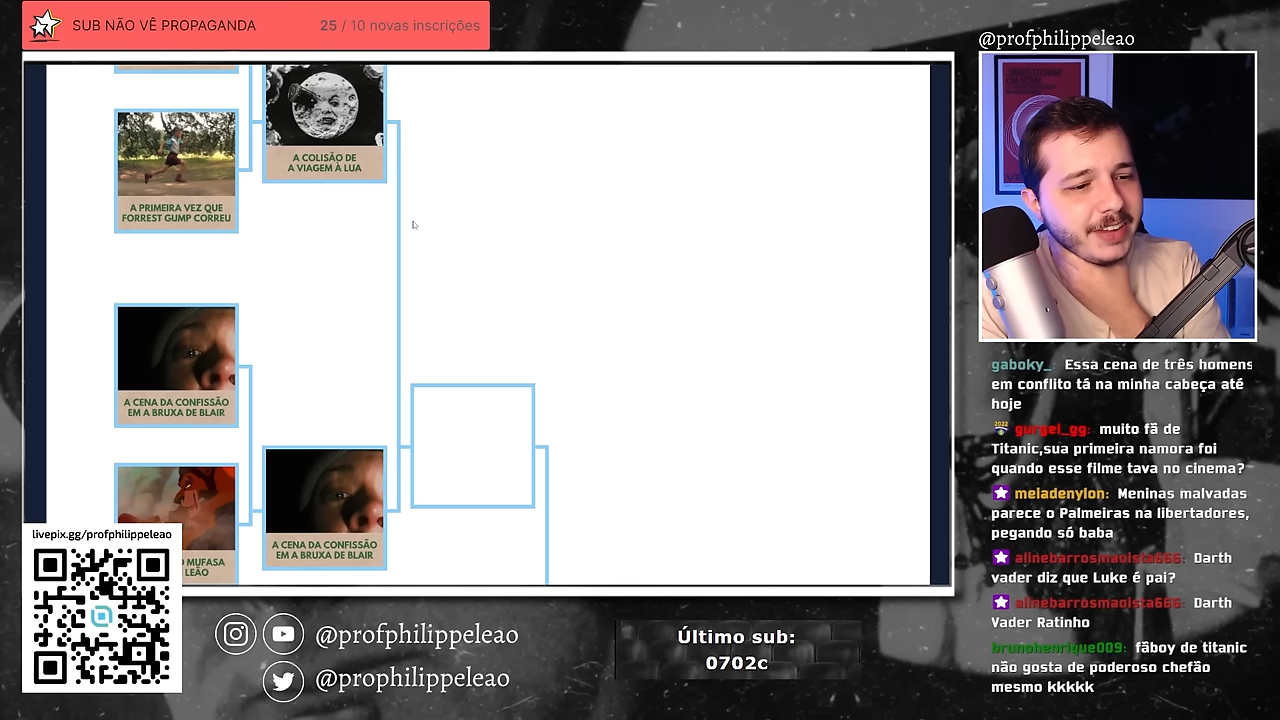 SUB NÃO VÊ PROPAGANDA
25 / 10 novas inscrições
@profphilippeleao
A COLISÃO DE
A VIAGEM À LUA
A PRIMEIRA VEZ QUE
FORREST GUMP CORREU
A CENA DA CONFISSÃO
EM A BRUXA DE BLAIR
A CENA DA CONFISSÃO
EM A BRUXA DE BLAIR
MUFASA
LEÃO
livepix.gg/profphilippeleao
@profphilippeleao
@prophilippeleao
Último sub:
0702c
gaboky_: Essa cena de três homens
em conflito tá na minha cabeça até
hoje
gurgel_gg: muito fã de
Titanic,sua primeira namora foi
quando esse filme tava no cinema?
meladenylon: Meninas malvadas
parece o Palmeiras na libertadores,
pegando só baba
alinebarrosmaoista666: Darth
vader diz que Luke é pai?
alinebarrosmaoista666: Darth
Vader Ratinho
brunohenrique009: fãboy de titanic
não gosta de poderoso chefão
mesmo kkkkk